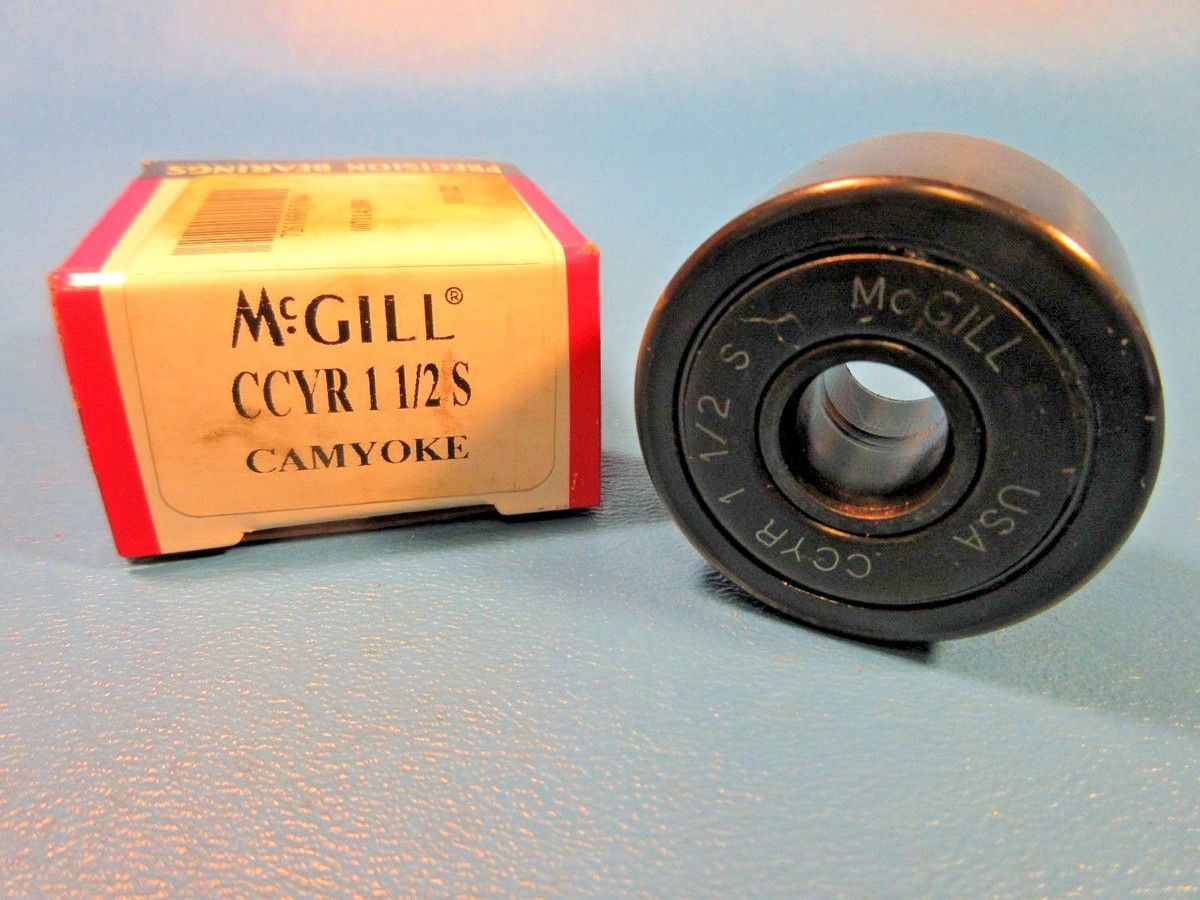 PRECISION BEARINGS
McGILL®
CCYR 1 1/2 S
CAMYOKE
McGILL
USA
CCYR 1 1/2 S